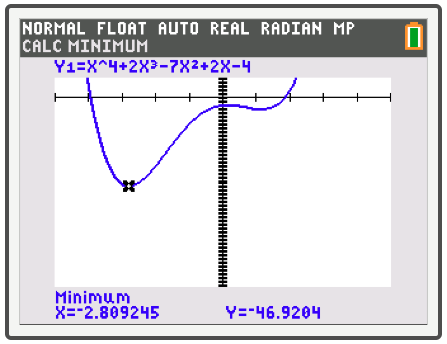 NORMAL FLOAT AUTO REAL RADIAN MP
CALC MINIMUM
Y₁=X^4+2X³-7X²+2X-4
Minimum
X=⁻2.809245 Y=⁻46.9204